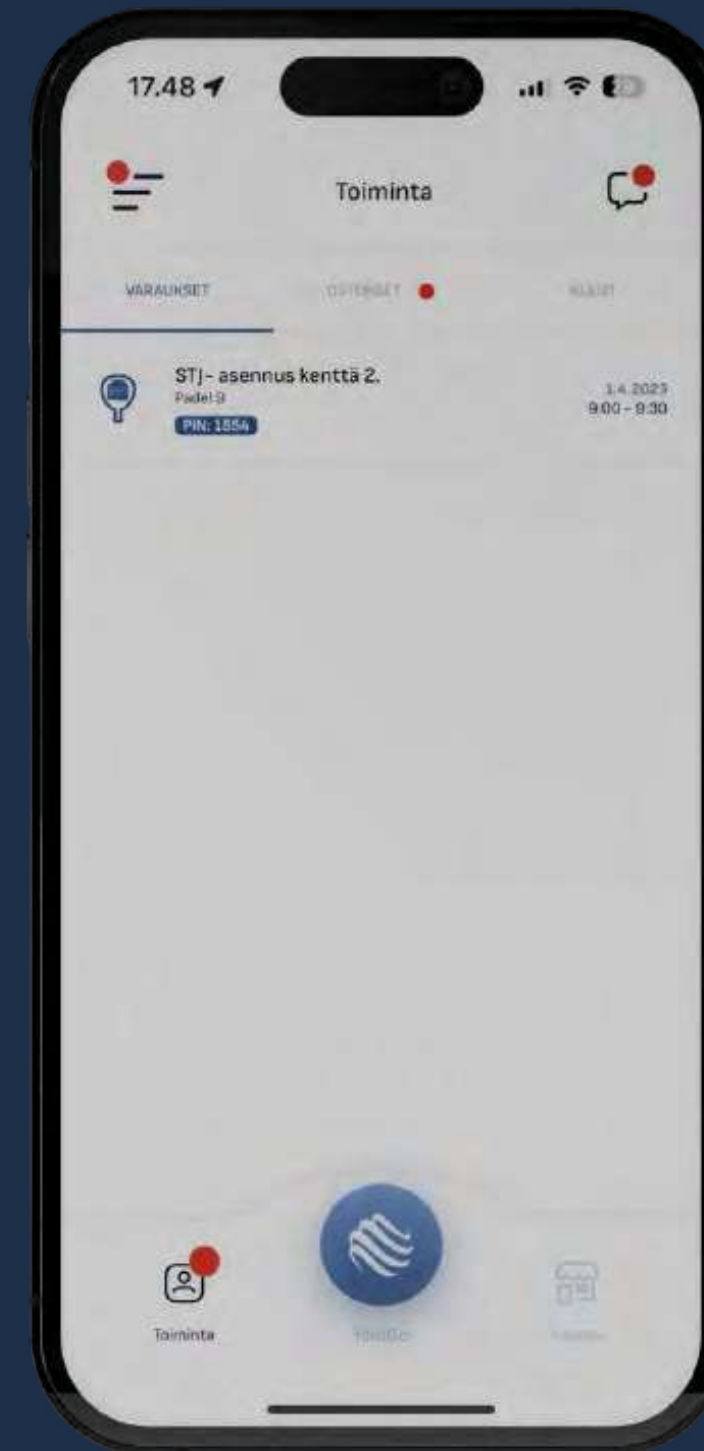 17.48
Toiminta
VARAUKSET
STJ- asennus kenttä 2.
Padel 9
PIN: 1554
1.4.2023
9:00 - 9:30
Toiminta